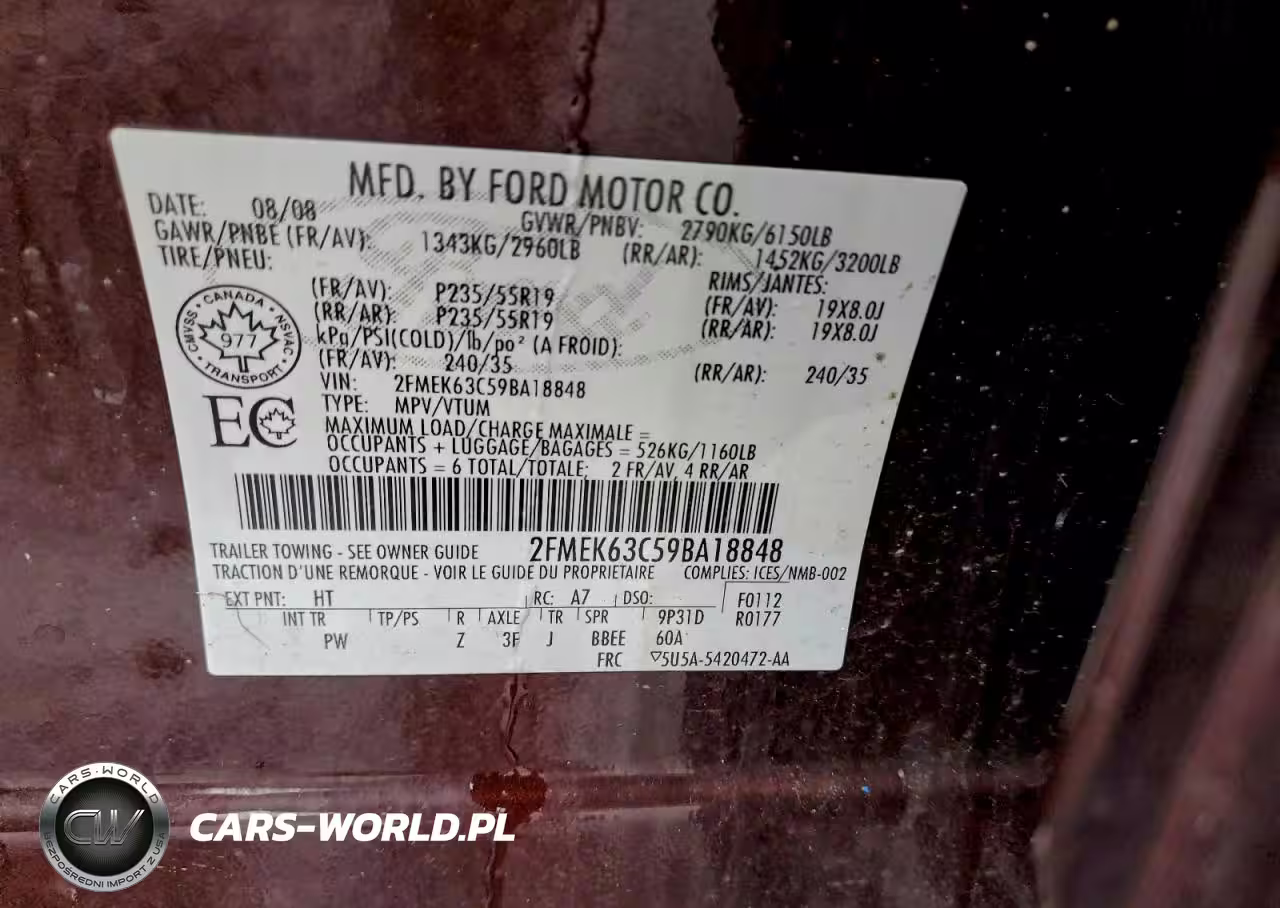 MFD. BY FORD MOTOR CO.
DATE: 08/08 GVWR/PNBV: 2790KG/6150LB
GAWR/PNBE (FR/AV): 1343KG/2960LB (RR/AR): 1452KG/3200LB
TIRE/PNEU: RIMS/JANTES:
(FR/AV): P235/55R19 (FR/AV): 19X8.0J
(RR/AR): P235/55R19 (RR/AR): 19X8.0J
kPa/PSI(COLD)/lb/po² (A FROID):
(FR/AV): 240/35 (RR/AR): 240/35
CANADA
CMVSS 977 NSVAC
TRANSPORT
VIN: 2FMEK63C59BA18848
TYPE: MPV/VTUM
EC
MAXIMUM LOAD/CHARGE MAXIMALE =
OCCUPANTS + LUGGAGE/BAGAGES = 526KG/1160LB
OCCUPANTS = 6 TOTAL/TOTALE: 2 FR/AV, 4 RR/AR
2FMEK63C59BA18848
TRAILER TOWING - SEE OWNER GUIDE
TRACTION D'UNE REMORQUE - VOIR LE GUIDE DU PROPRIETAIRE COMPLIES: ICES/NMB-002
EXT PNT: HT RC: A7 DSO: F0112
INT TR TP/PS R AXLE TR SPR 9P31D R0177
PW Z 3F J BBEE 60A
FRC 5U5A-5420472-AA
CARS-WORLD
CW
BEZPOŚREDNI IMPORT Z USA
CARS-WORLD.PL